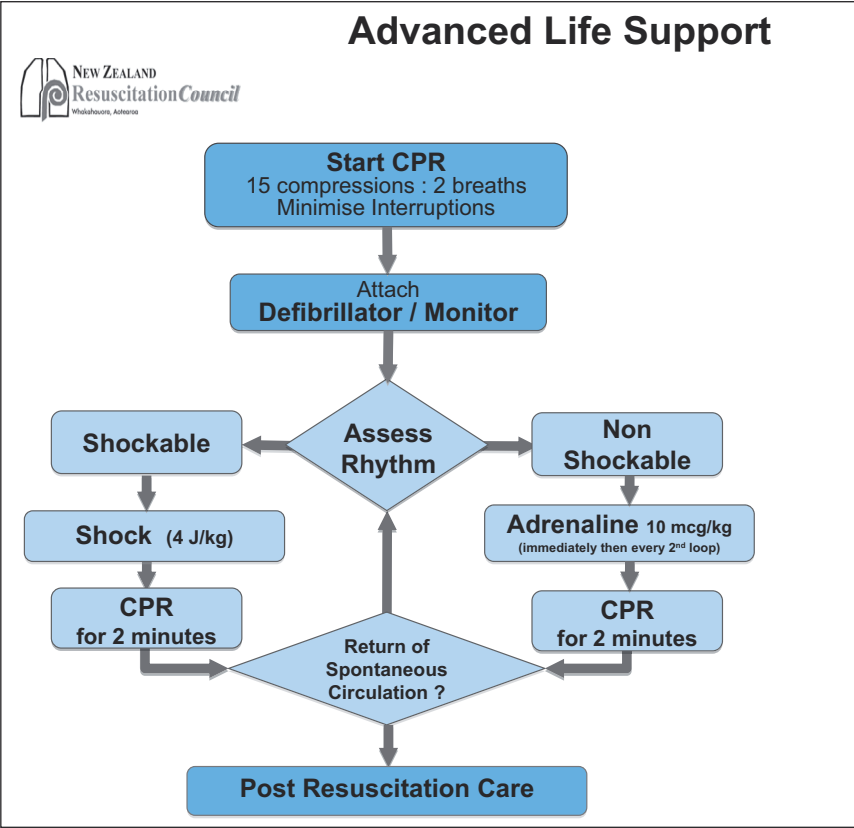 Advanced Life Support
NEW ZEALAND
Resuscitation Council
Whakahauora, Aotearoa
Start CPR
15 compressions : 2 breaths
Minimise Interruptions
Attach
Defibrillator / Monitor
Assess
Rhythm
Shockable
Non
Shockable
Shock (4 J/kg)
Adrenaline 10 mcg/kg
(immediately then every 2nd loop)
CPR
for 2 minutes
CPR
for 2 minutes
Return of
Spontaneous
Circulation ?
Post Resuscitation Care